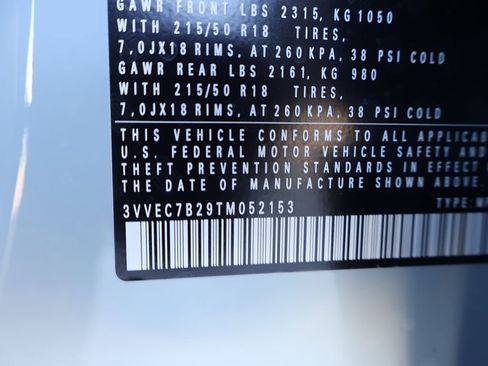 GAWR FRONT LBS 2315, KG 1050
WITH 215/50 R18 TIRES,
7,0JX18 RIMS, AT 260 KPA, 38 PSI COLD
GAWR REAR LBS 2161, KG 980
WITH 215/50 R18 TIRES,
7,0JX18 RIMS, AT 260 KPA, 38 PSI COLD
THIS VEHICLE CONFORMS TO ALL APPLICAB
U.S. FEDERAL MOTOR VEHICLE SAFETY AND
THEFT PREVENTION STANDARDS IN EFFECT
DATE OF MANUFACTURE SHOWN ABOVE.
3VVEC7B29TM052153 TYPE: